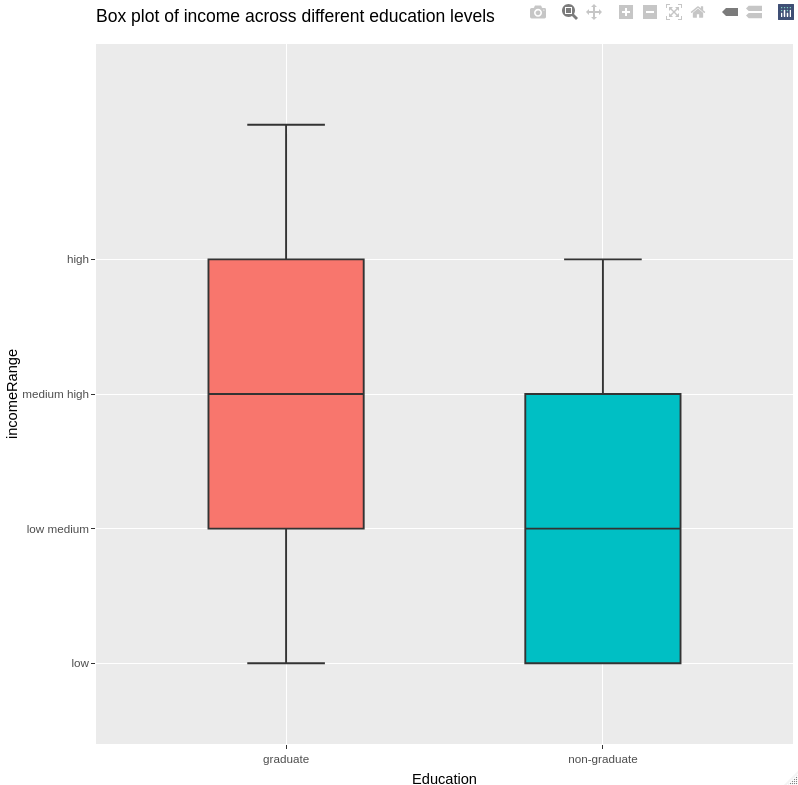 Box plot of income across different education levels
high
medium high
low medium
low
incomeRange
graduate
non-graduate
Education